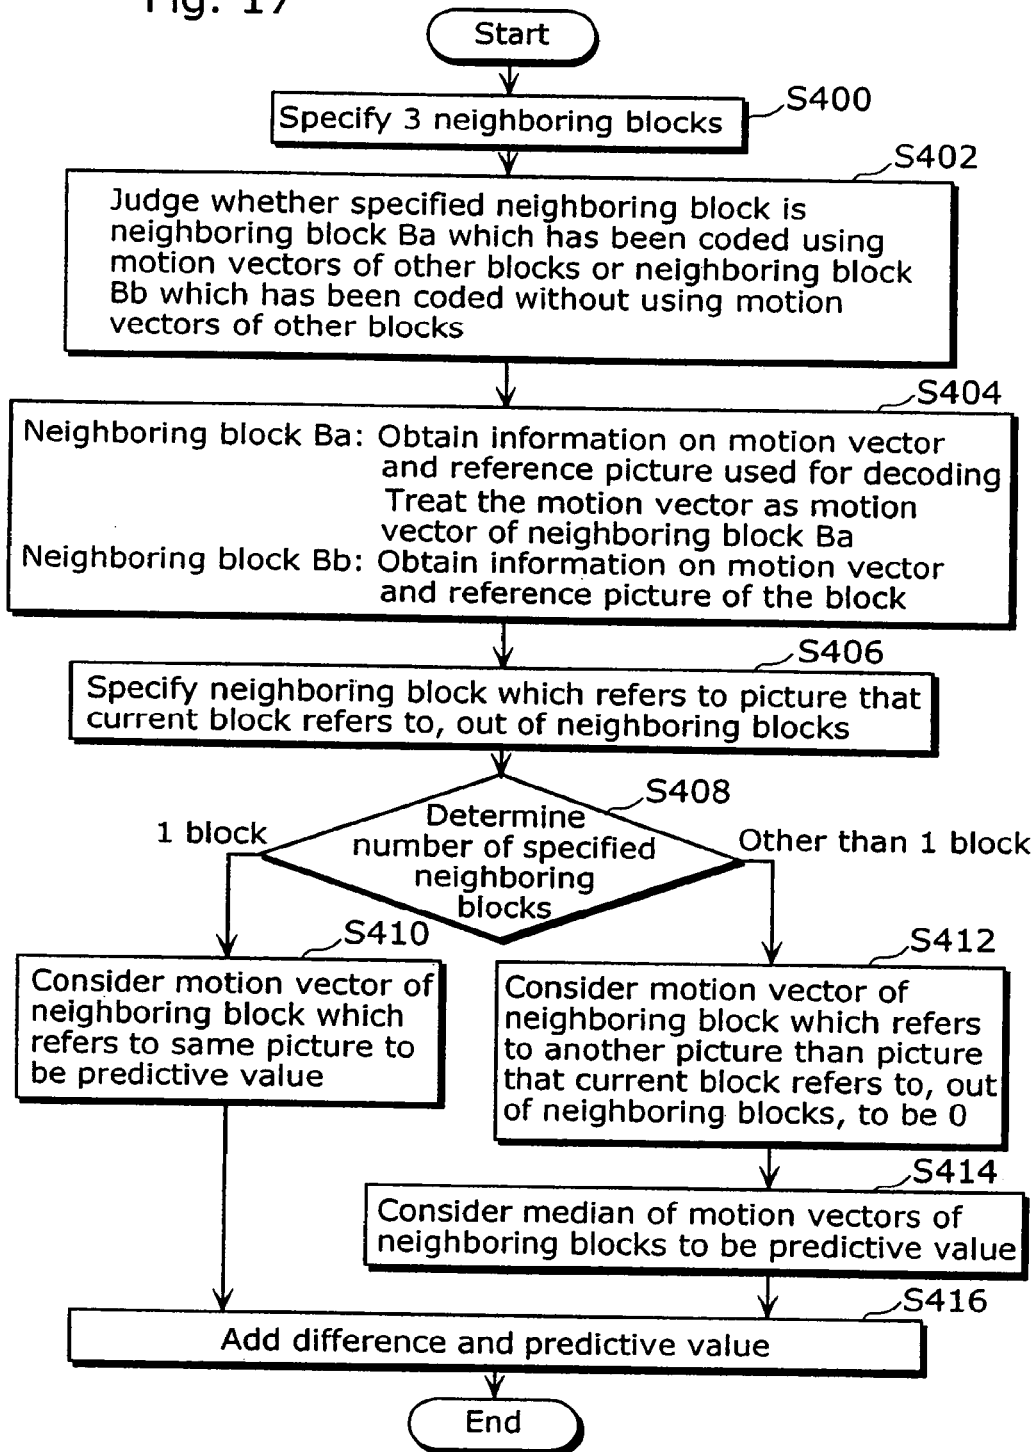 Fig. 17
Start
S400
Specify 3 neighboring blocks
S402
Judge whether specified neighboring block is
neighboring block Ba which has been coded using
motion vectors of other blocks or neighboring block
Bb which has been coded without using motion
vectors of other blocks
S404
Neighboring block Ba: Obtain information on motion vector
and reference picture used for decoding
Treat the motion vector as motion
vector of neighboring block Ba
Neighboring block Bb: Obtain information on motion vector
and reference picture of the block
S406
Specify neighboring block which refers to picture that
current block refers to, out of neighboring blocks
S408
Determine
number of specified
neighboring
blocks
1 block
Other than 1 block
S410
Consider motion vector of
neighboring block which
refers to same picture to
be predictive value
S412
Consider motion vector of
neighboring block which refers
to another picture than picture
that current block refers to, out
of neighboring blocks, to be 0
S414
Consider median of motion vectors of
neighboring blocks to be predictive value
S416
Add difference and predictive value
End